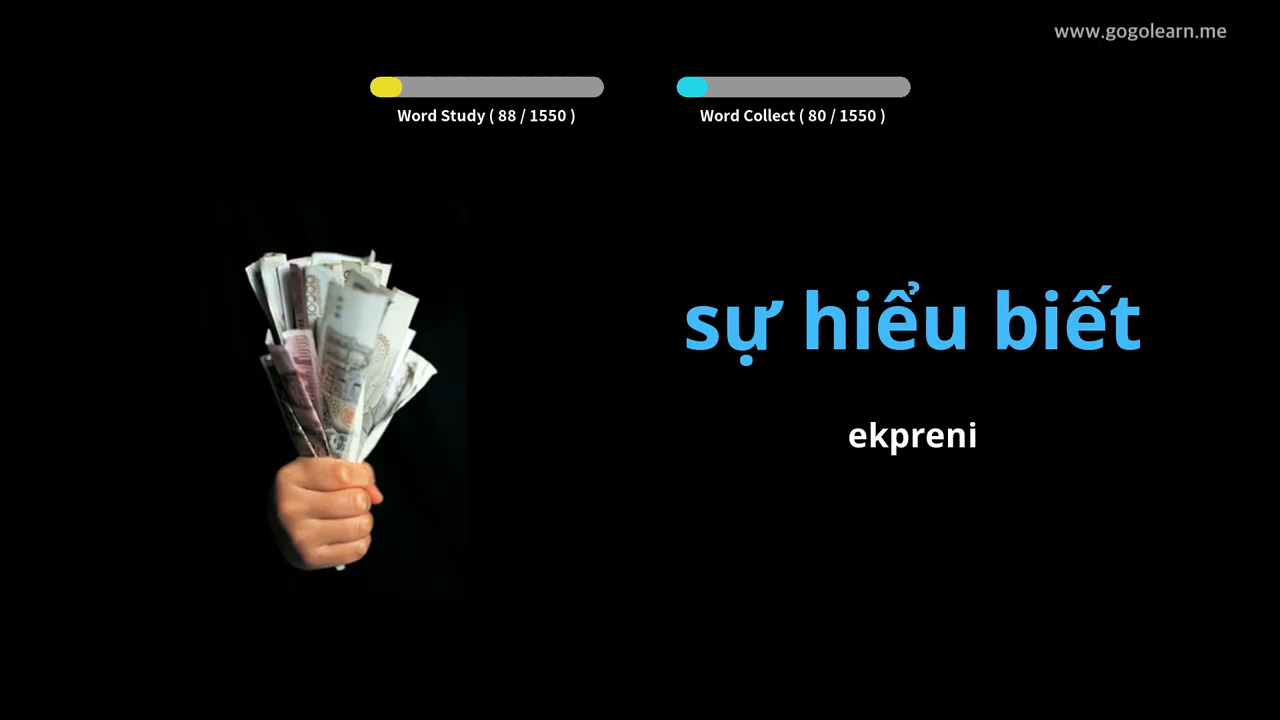 www.gogolearn.me
Word Study ( 88 / 1550 )
Word Collect ( 80 / 1550 )
sự hiểu biết
ekpreni